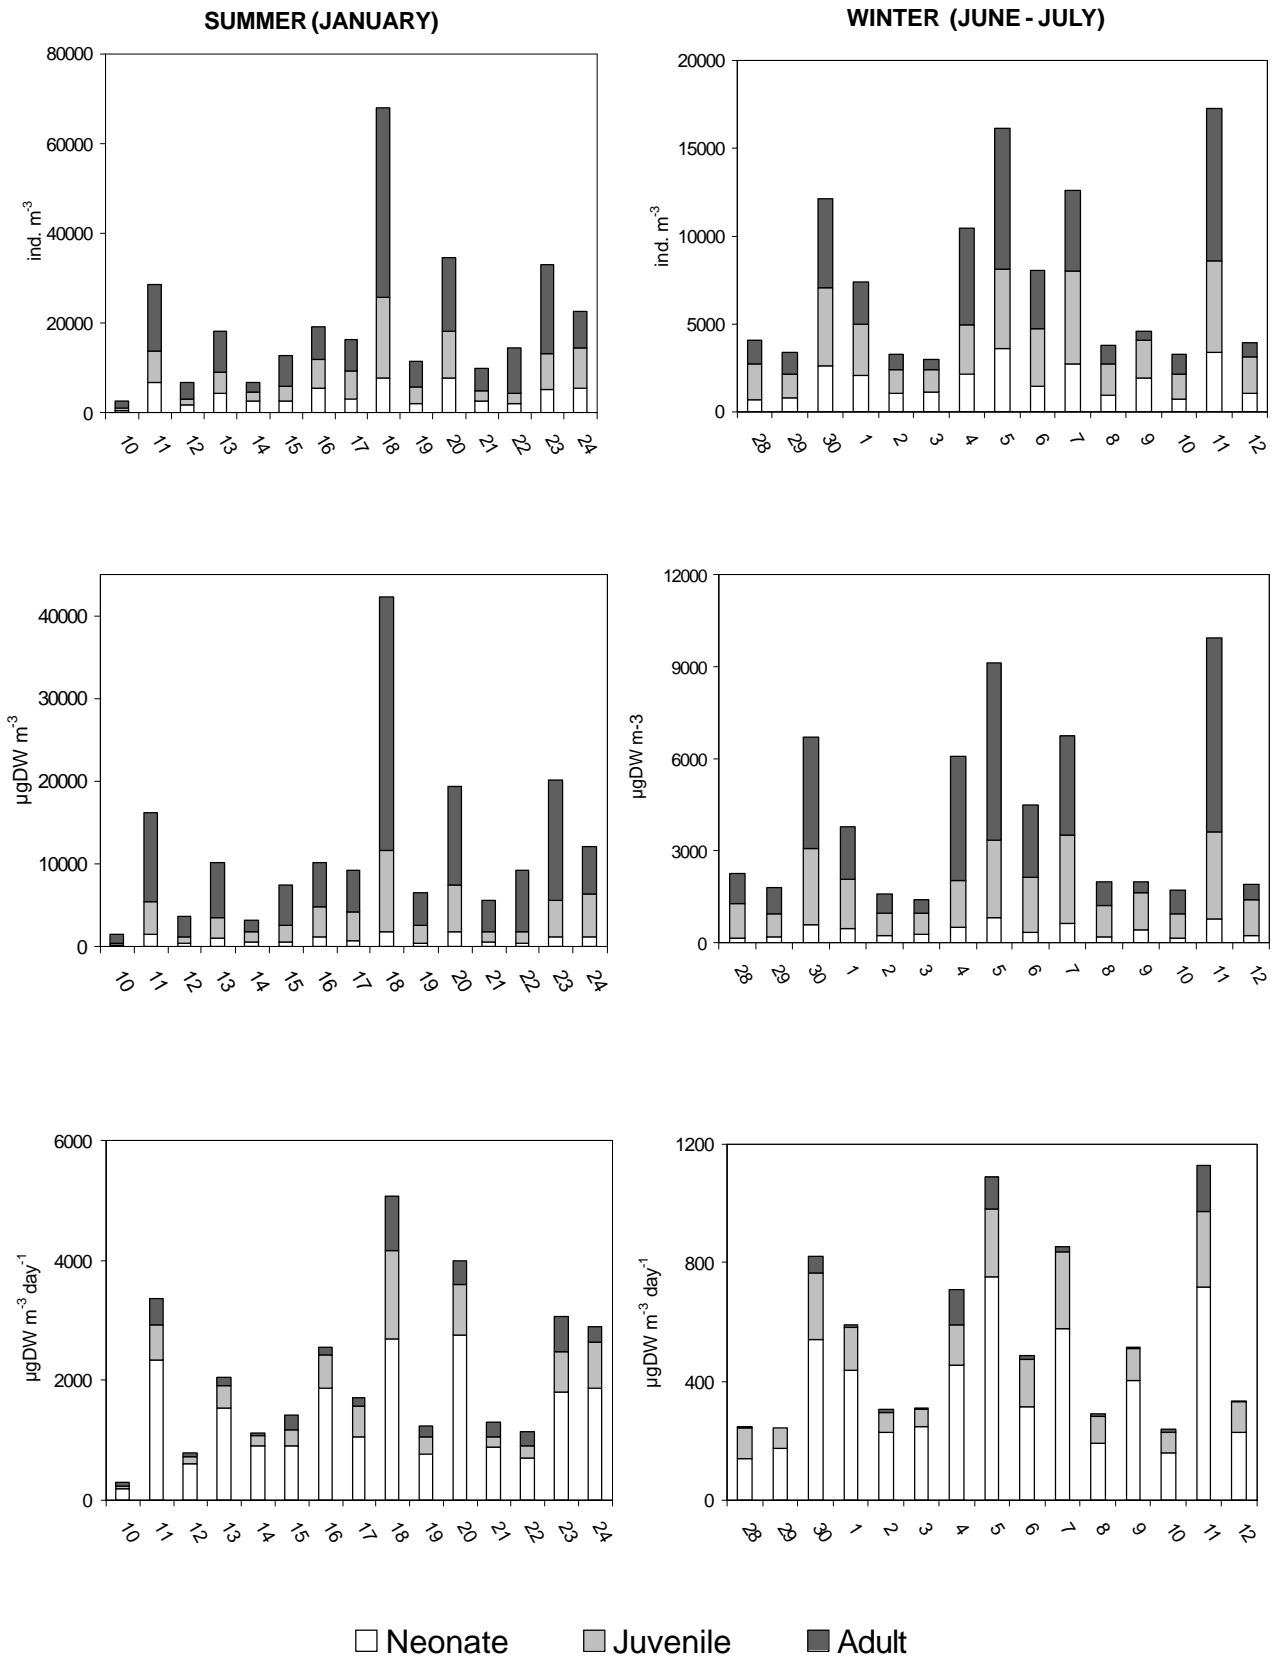 SUMMER (JANUARY)
WINTER (JUNE - JULY)
80000
60000
40000
20000
0
ind. m-3
10 11 12 13 14 15 16 17 18 19 20 21 22 23 24
20000
15000
10000
5000
0
ind. m-3
28 29 30 1 2 3 4 5 6 7 8 9 10 11 12
40000
30000
20000
10000
0
µgDW m-3
10 11 12 13 14 15 16 17 18 19 20 21 22 23 24
12000
9000
6000
3000
0
µgDW m-3
28 29 30 1 2 3 4 5 6 7 8 9 10 11 12
6000
4000
2000
0
µgDW m-3 day-1
10 11 12 13 14 15 16 17 18 19 20 21 22 23 24
1200
800
400
0
µgDW m-3 day-1
28 29 30 1 2 3 4 5 6 7 8 9 10 11 12
Neonate Juvenile Adult